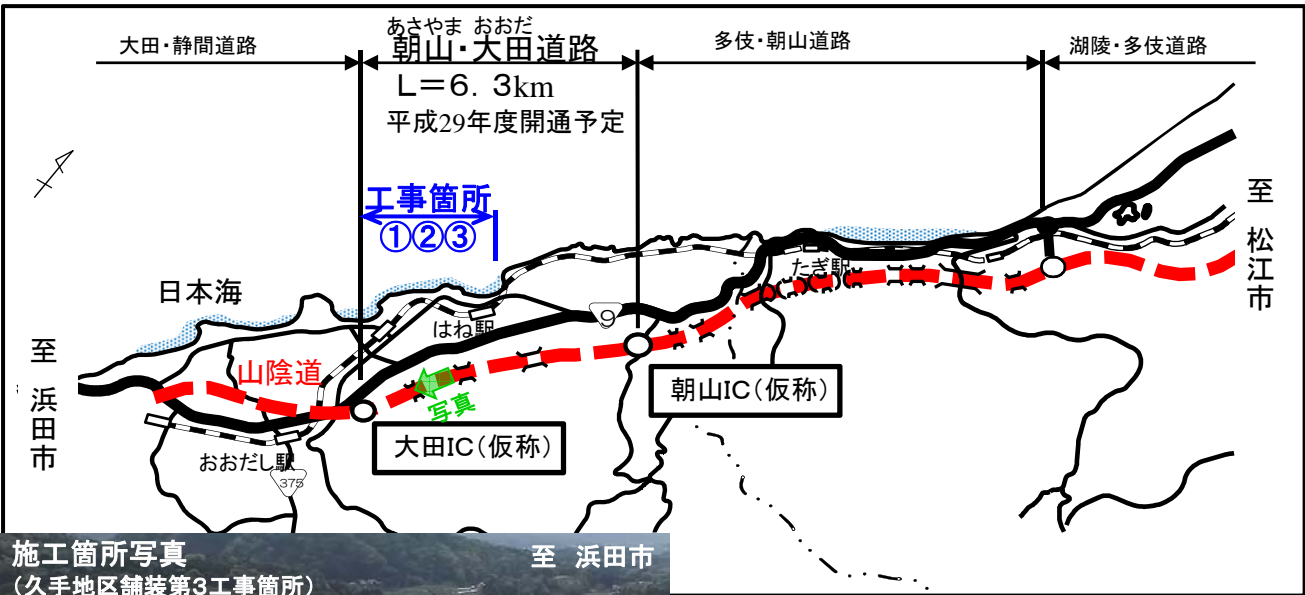 大田・静間道路
あさやま おおだ
朝山・大田道路
L=6.3km
平成29年度開通予定
多伎・朝山道路
湖陵・多伎道路
工事箇所
①②③
日本海
至 松江市
至 浜田市
たぎ駅
はね駅
9
山陰道
写真
朝山IC(仮称)
大田IC(仮称)
おおだし駅
375
施工箇所写真
至 浜田市
(久手地区舗装第3工事箇所)